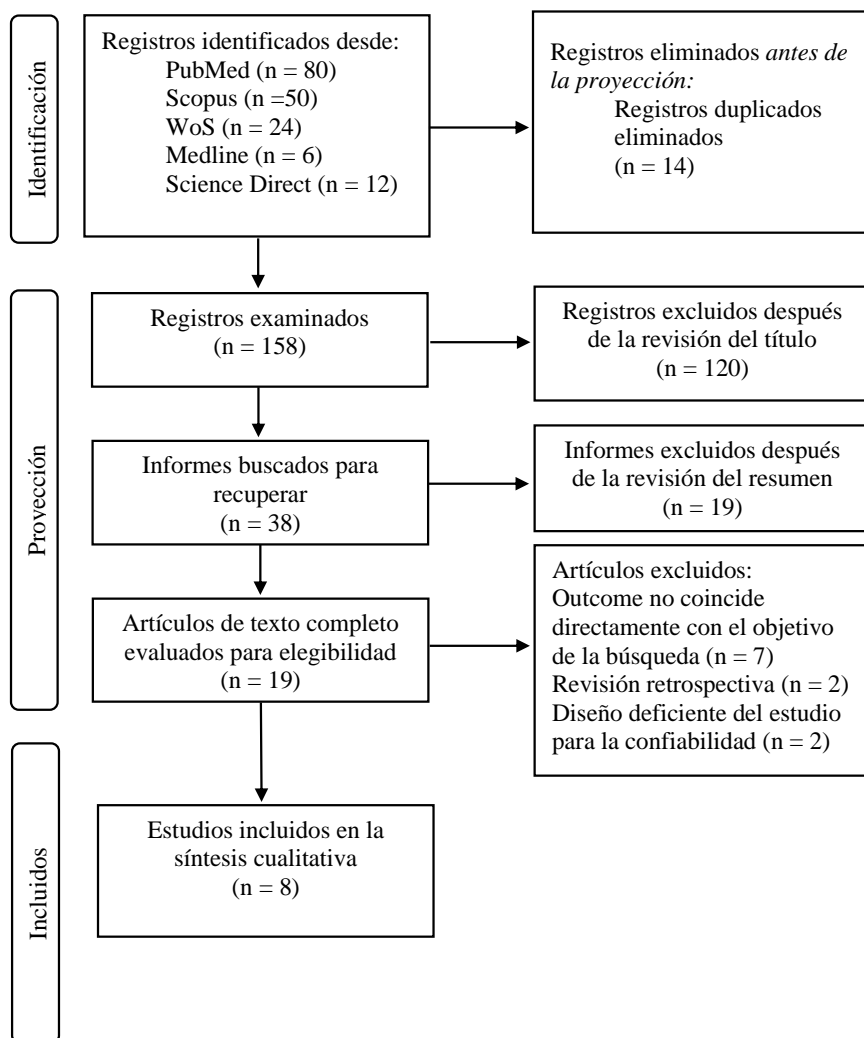 Identificación
Registros identificados desde:
PubMed (n = 80)
Scopus (n =50)
WoS (n = 24)
Medline (n = 6)
Science Direct (n = 12)
Registros eliminados antes de
la proyección:
Registros duplicados
eliminados
(n = 14)
Proyección
Registros examinados
(n = 158)
Registros excluidos después
de la revisión del título
(n = 120)
Informes buscados para
recuperar
(n = 38)
Informes excluidos después
de la revisión del resumen
(n = 19)
Artículos de texto completo
evaluados para elegibilidad
(n = 19)
Artículos excluidos:
Outcome no coincide
directamente con el objetivo
de la búsqueda (n = 7)
Revisión retrospectiva (n = 2)
Diseño deficiente del estudio
para la confiabilidad (n = 2)
Incluidos
Estudios incluidos en la
síntesis cualitativa
(n = 8)